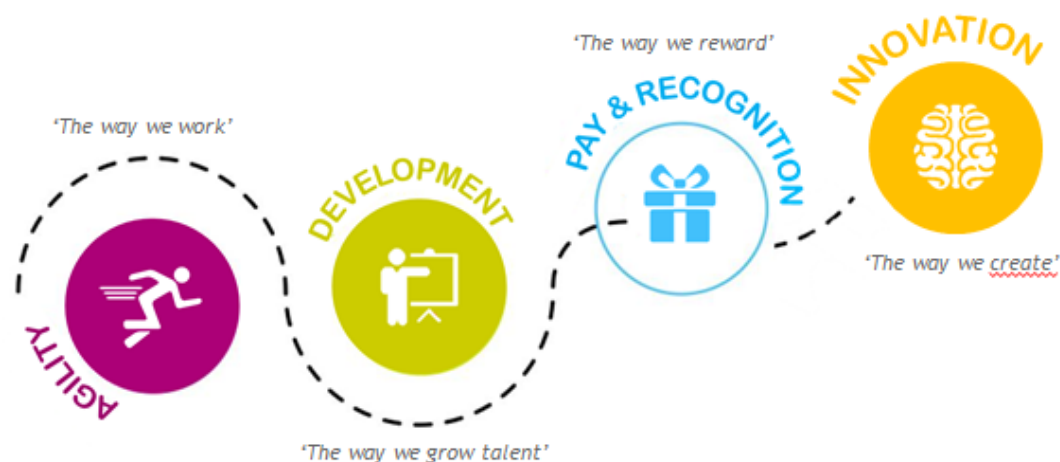 ‘The way we work’
AGILITY
DEVELOPMENT
‘The way we grow talent’
‘The way we reward’
PAY & RECOGNITION
INNOVATION
‘The way we create’